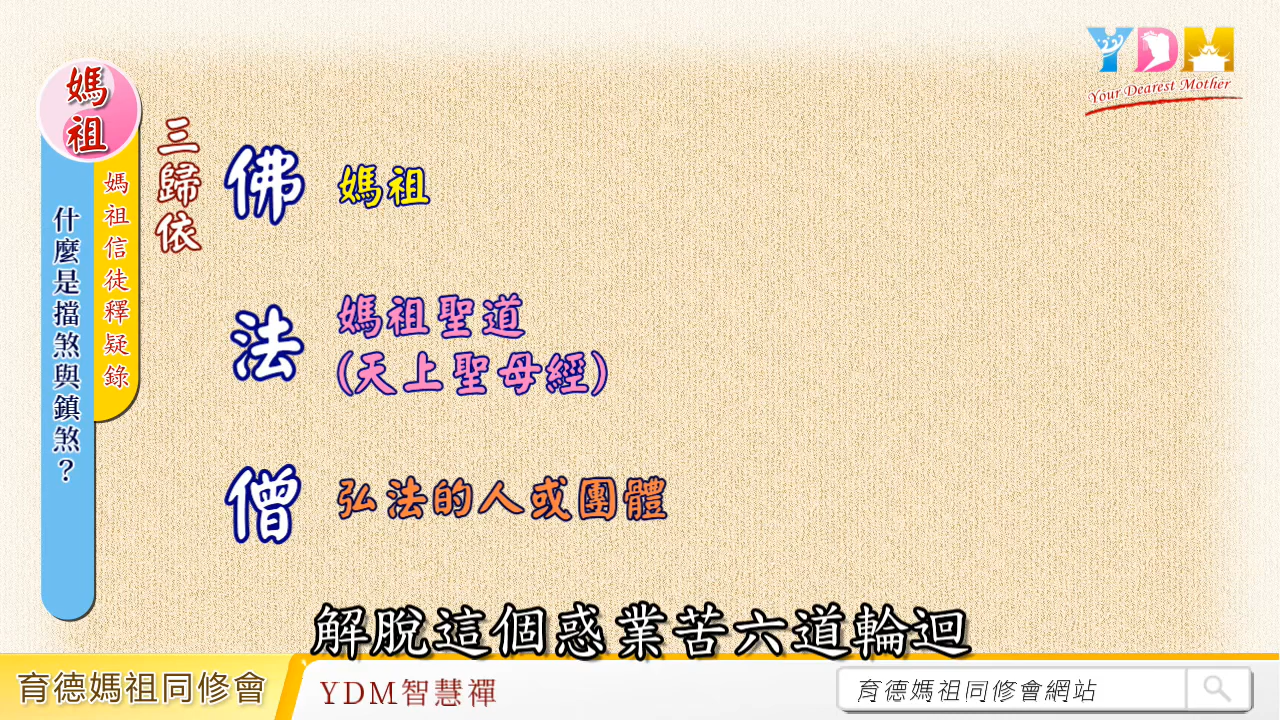 YDM
Your Dearest Mother
媽祖
媽祖信徒釋疑錄
什麼是擋煞與鎮煞？
三歸依
佛 媽祖
法 媽祖聖道
(天上聖母經)
僧 弘法的人或團體
解脫這個惑業苦六道輪迴
育德媽祖同修會
YDM智慧禪
育德媽祖同修會網站